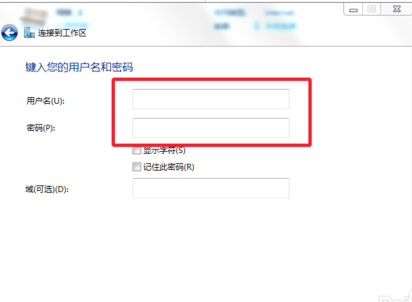 连接到工作区
键入您的用户名和密码
用户名(U):
密码(P):
显示字符(S)
记住此密码(R)
域(可选)(D):